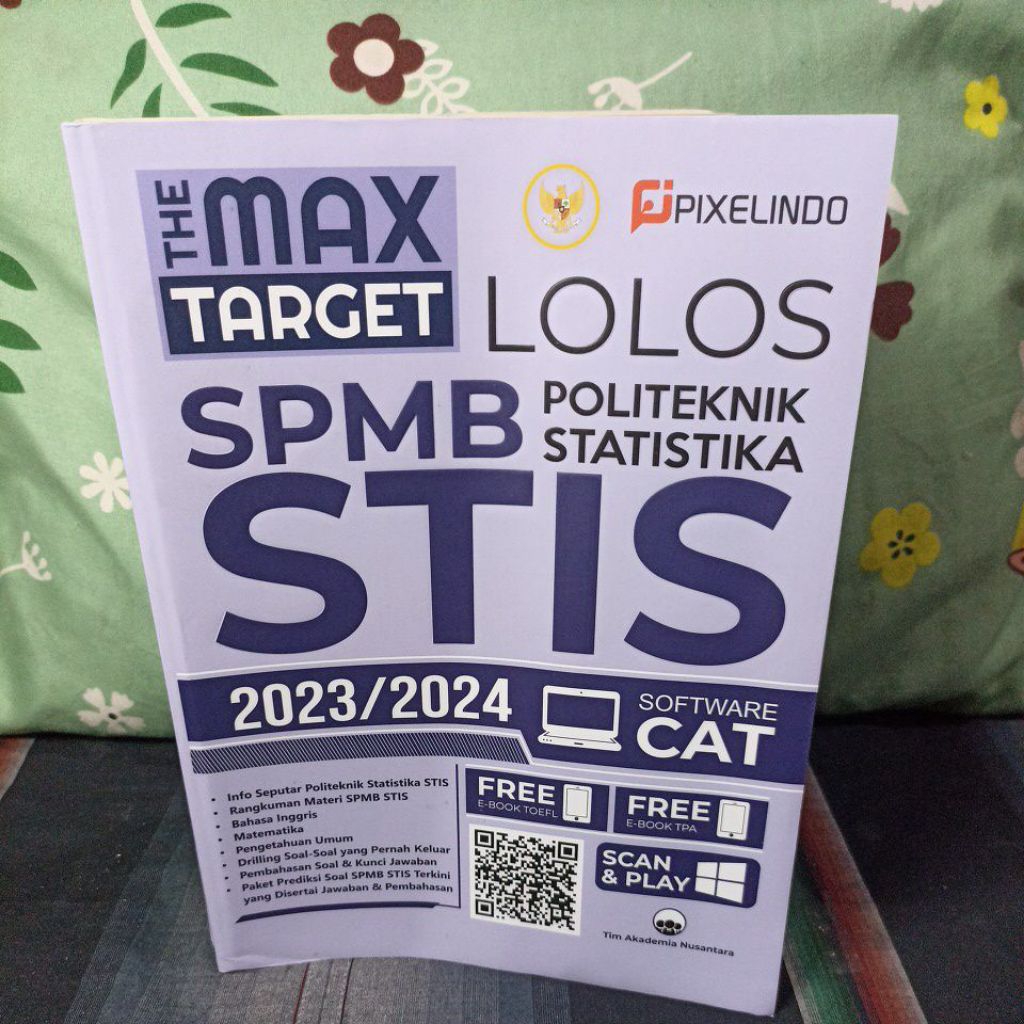 THE MAX
TARGET
PIXELINDO
LOLOS
SPMB
POLITEKNIK
STATISTIKA
STIS
2023/2024
SOFTWARE
CAT
• Info Seputar Politeknik Statistika STIS
• Rangkuman Materi SPMB STIS
• Bahasa Inggris
• Matematika
• Pengetahuan Umum
• Drilling Soal-Soal yang Pernah Keluar
• Pembahasan Soal & Kunci Jawaban
• Paket Prediksi Soal SPMB STIS Terkini
yang Disertai Jawaban & Pembahasan
FREE
E-BOOK TOEFL
FREE
E-BOOK TPA
SCAN
& PLAY
Tim Akademia Nusantara